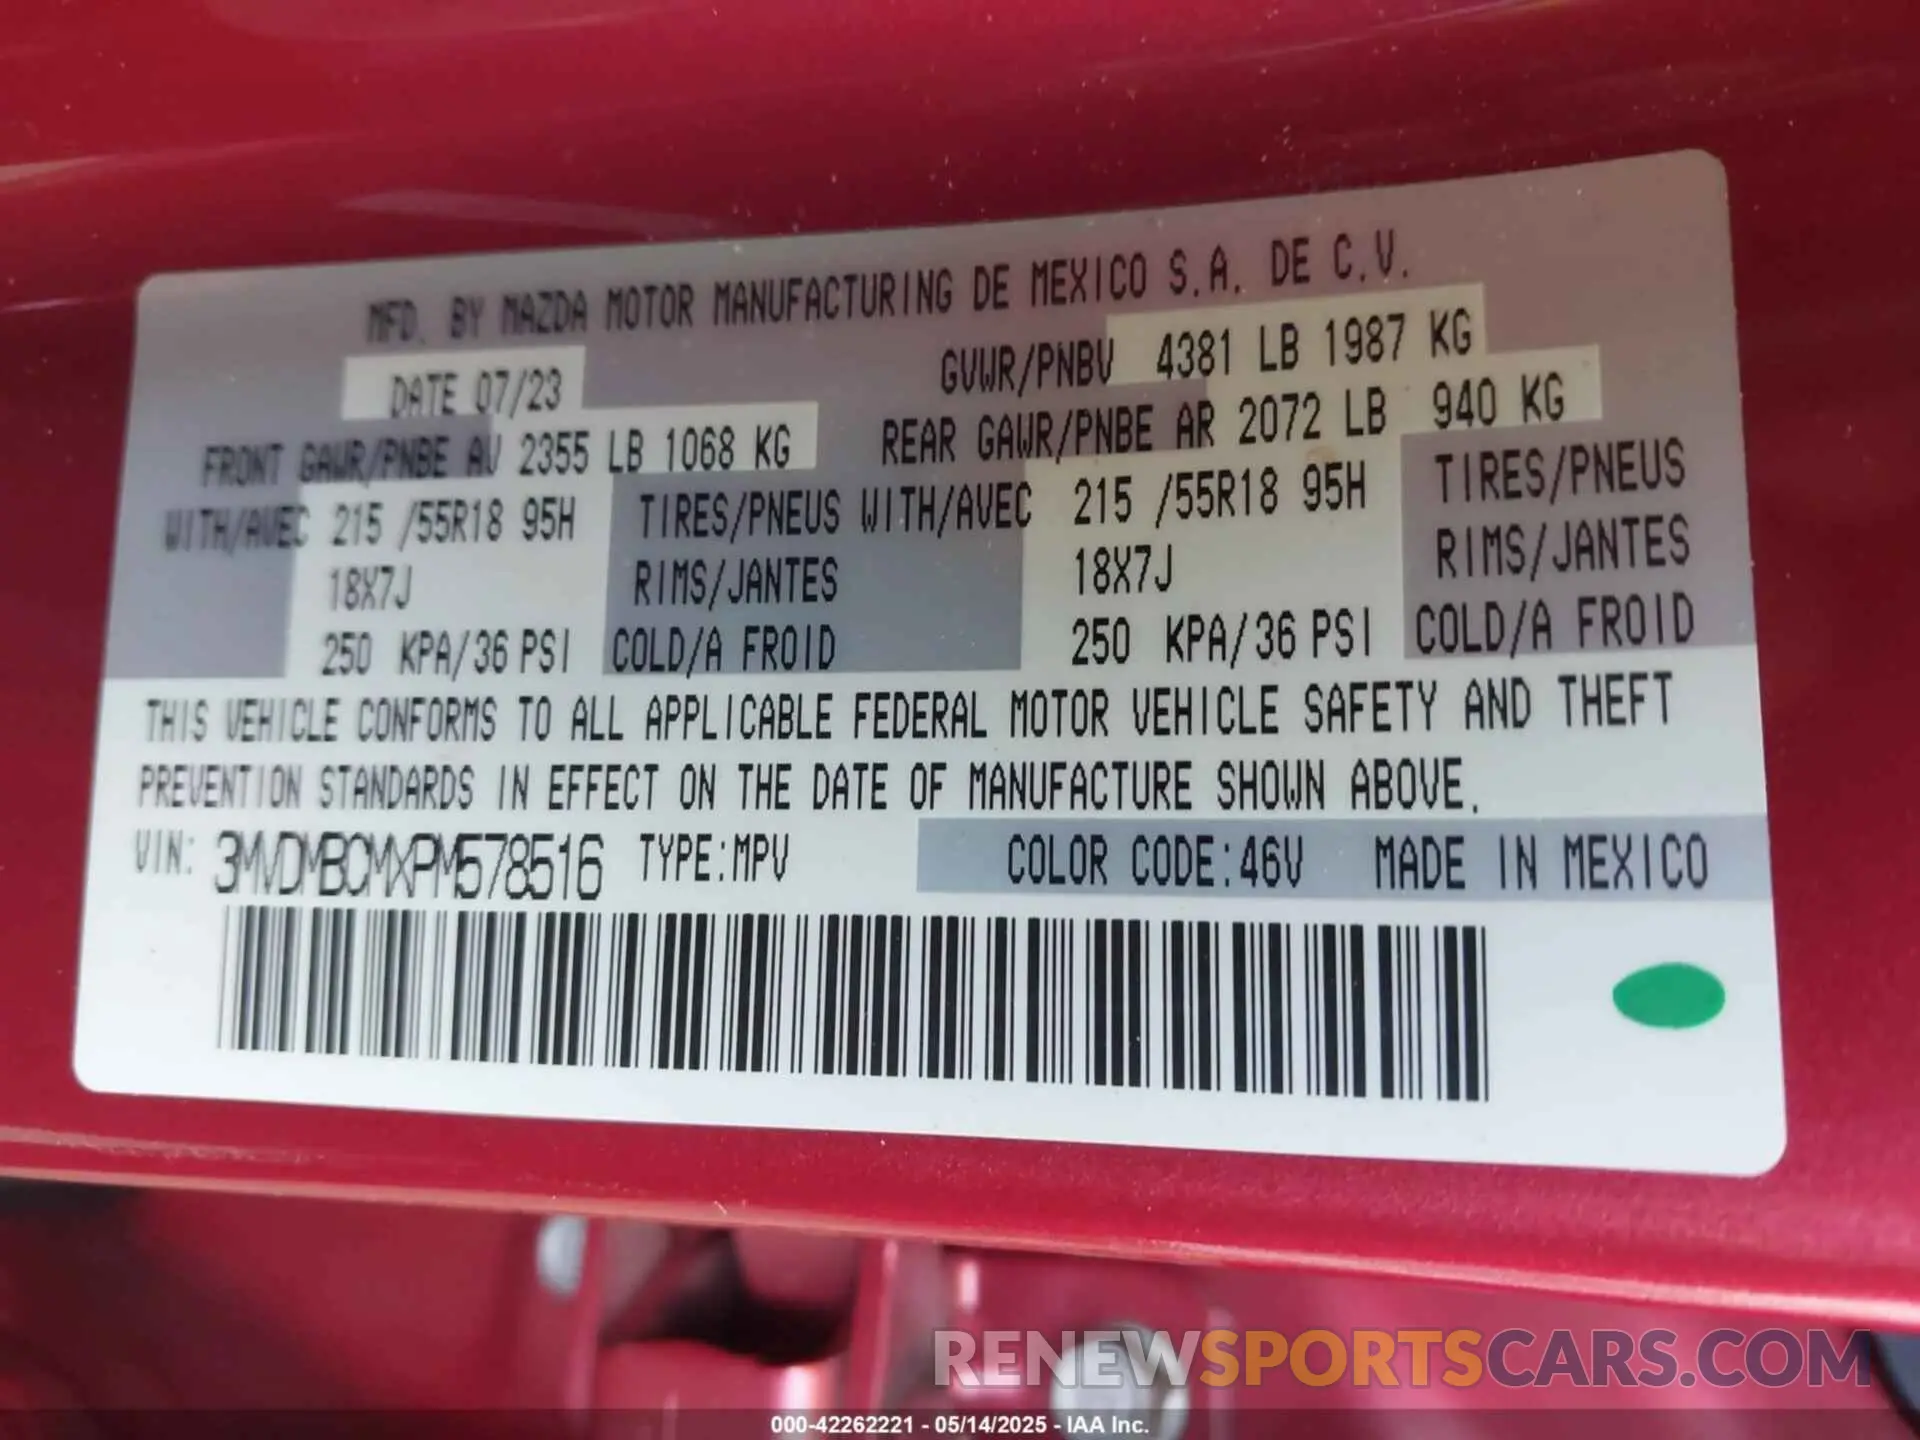 MFD. BY MAZDA MOTOR MANUFACTURING DE MEXICO S.A. DE C.V.
DATE 07/23 GVWR/PNBV 4381 LB 1987 KG
FRONT GAWR/PNBE AV 2355 LB 1068 KG REAR GAWR/PNBE AR 2072 LB 940 KG
WITH/AVEC 215 /55R18 95H TIRES/PNEUS WITH/AVEC 215 /55R18 95H TIRES/PNEUS
18X7J RIMS/JANTES 18X7J RIMS/JANTES
250 KPA/36 PSI COLD/A FROID 250 KPA/36 PSI COLD/A FROID
THIS VEHICLE CONFORMS TO ALL APPLICABLE FEDERAL MOTOR VEHICLE SAFETY AND THEFT
PREVENTION STANDARDS IN EFFECT ON THE DATE OF MANUFACTURE SHOWN ABOVE.
VIN: 3MVDMBCMXPM578516 TYPE:MPV COLOR CODE:46V MADE IN MEXICO
RENEWSPORTSCARS.COM
000-42262221 - 05/14/2025 - IAA Inc.